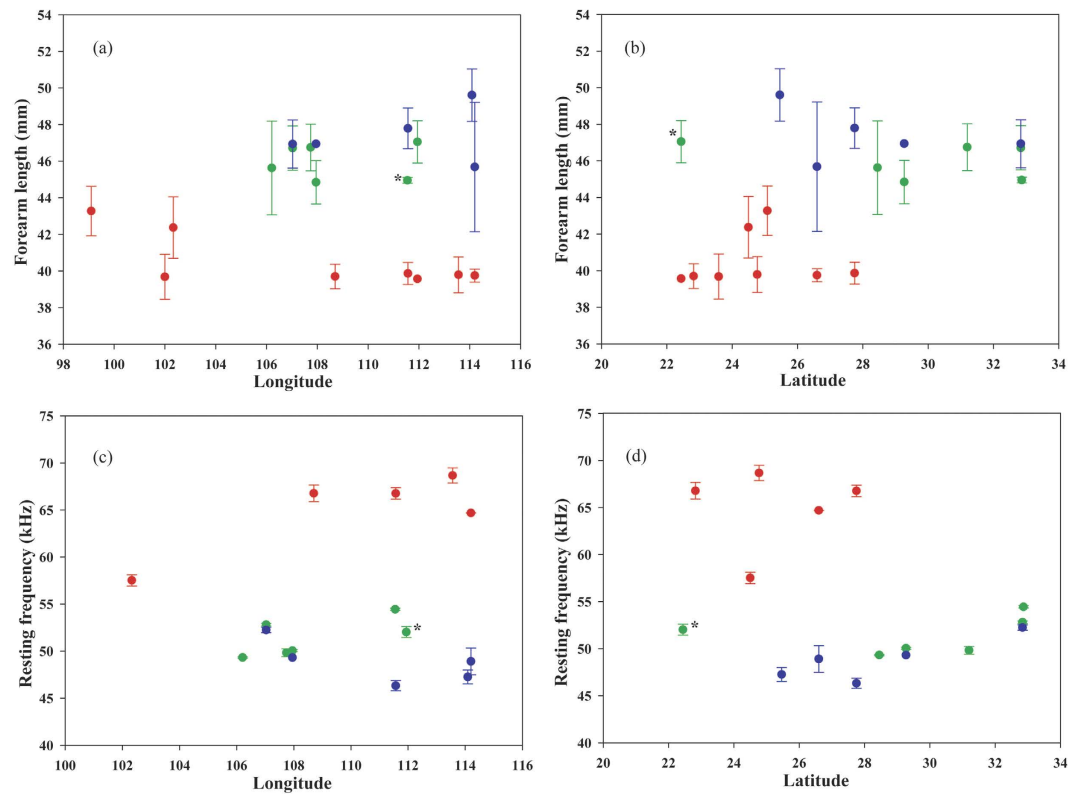 (a)
Forearm length (mm)
54
52
50
48
46
44
42
40
38
36
*
98 100 102 104 106 108 110 112 114 116
Longitude
(b)
Forearm length (mm)
54
52
50
48
46
44
42
40
38
36
*
20 22 24 26 28 30 32 34
Latitude
(c)
Resting frequency (kHz)
75
70
65
60
55
50
45
40
*
100 102 104 106 108 110 112 114 116
Longitude
(d)
Resting frequency (kHz)
75
70
65
60
55
50
45
40
*
20 22 24 26 28 30 32 34
Latitude